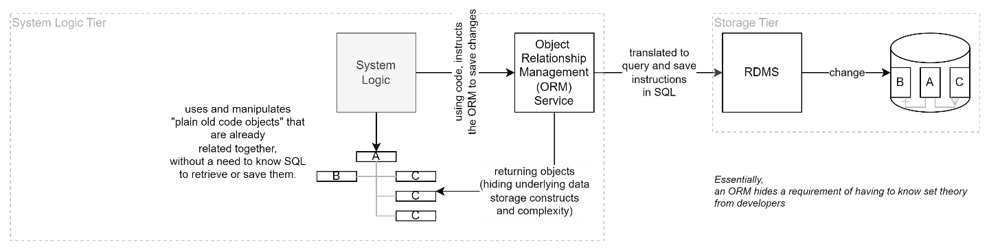 System Logic Tier
Storage Tier
System
Logic
using code, instructs
the ORM to save changes
Object
Relationship
Management
(ORM)
Service
translated to
query and save
instructions
in SQL
RDMS
change
B
A
C
uses and manipulates
"plain old code objects" that
are already
related together,
without a need to know SQL
to retrieve or save them.
A
B
C
C
C
returning objects
(hiding underlying data
storage constructs
and complexity)
Essentially,
an ORM hides a requirement of having to know set theory
from developers